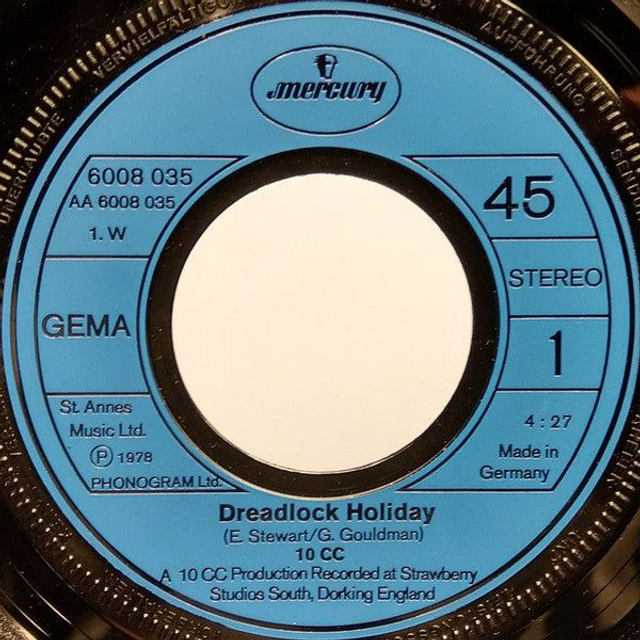 VERVIELFÄLTIGUNG
AUFFÜHRUNG,
mercury
6008 035
AA 6008 035
1. W
GEMA
St. Annes
Music Ltd.
Ⓟ 1978
PHONOGRAM Ltd.
45
STEREO
1
4 : 27
Made in
Germany
Dreadlock Holiday
(E. Stewart/G. Gouldman)
10 CC
A 10 CC Production Recorded at Strawberry
Studios South, Dorking England